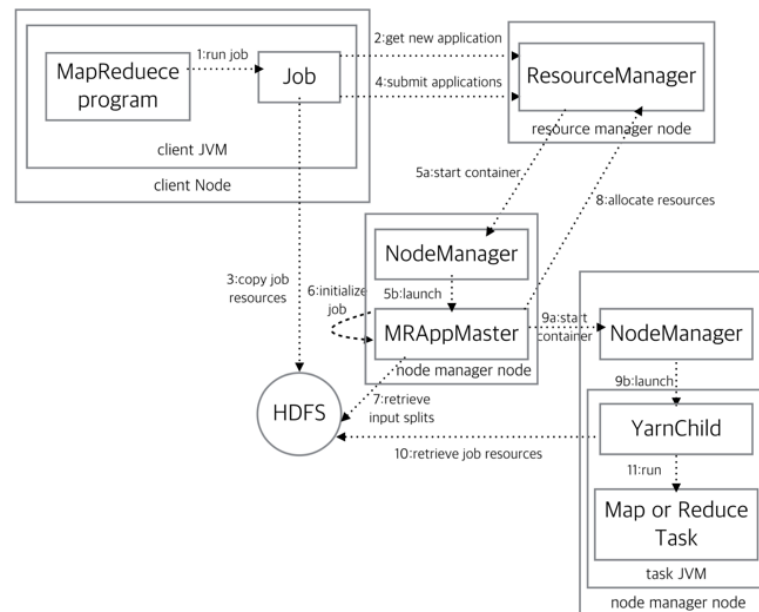 MapReduece
program
1:run job
Job
client JVM
client Node
2:get new application
4:submit applications
ResourceManager
resource manager node
5a:start container
8:allocate resources
3:copy job
resources
NodeManager
5b:launch
6:initialize
job
MRAppMaster
node manager node
9a:start
container
NodeManager
9b:launch
7:retrieve
input splits
HDFS
YarnChild
10:retrieve job resources
11:run
Map or Reduce
Task
task JVM
node manager node